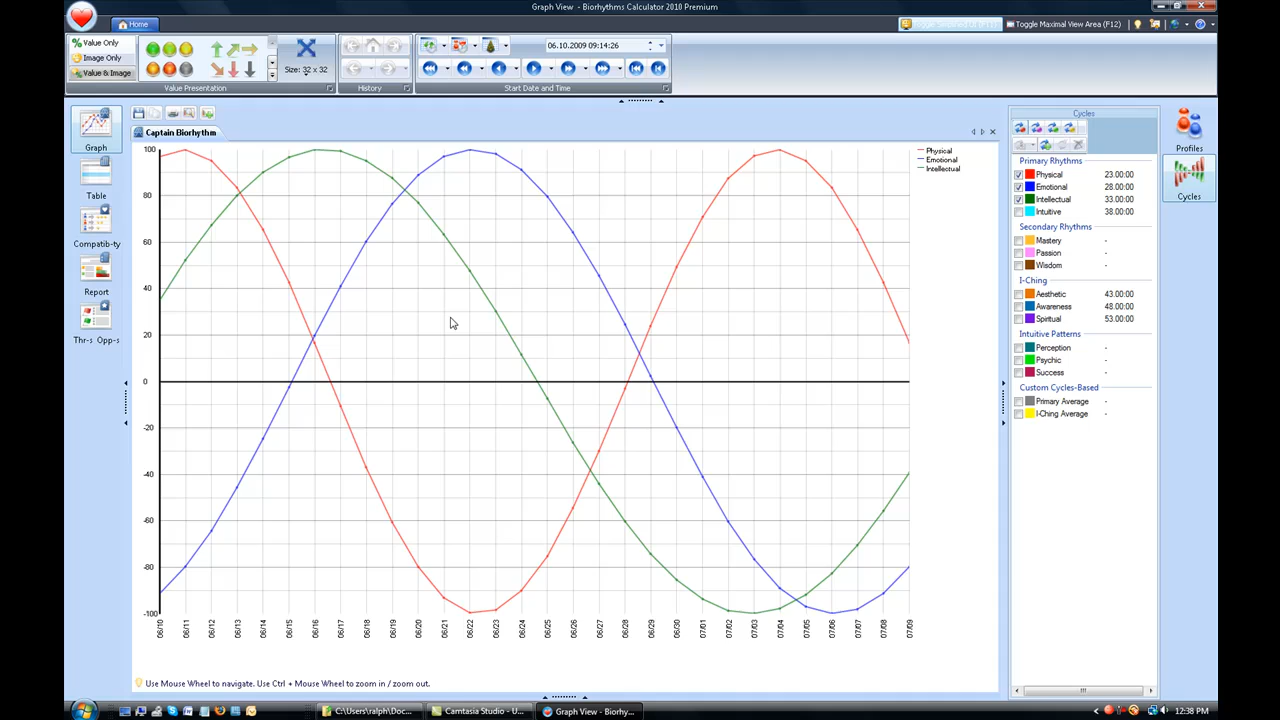 Graph View - Biorhythms Calculator 2010 Premium
Home
Toggle Maximal View Area (F12)
Value Only
Image Only
Value & Image
Size: 32 x 32
06.10.2009 09:14:26
Value Presentation
History
Start Date and Time
Graph
Table
Compatib-ty
Report
Thr-s Opp-s
Captain Biorhythm
100
80
60
40
20
0
-20
-40
-60
-80
-100
06/10
06/11
06/12
06/13
06/14
06/15
06/16
06/17
06/18
06/19
06/20
06/21
06/22
06/23
06/24
06/25
06/26
06/27
06/28
06/29
06/30
07/01
07/02
07/03
07/04
07/05
07/06
07/07
07/08
07/09
Physical
Emotional
Intellectual
Use Mouse Wheel to navigate. Use Ctrl + Mouse Wheel to zoom in / zoom out.
Cycles
Primary Rhythms
Physical 23.00:00
Emotional 28.00:00
Intellectual 33.00:00
Intuitive 38.00:00
Secondary Rhythms
Mastery -
Passion -
Wisdom -
I-Ching
Aesthetic 43.00:00
Awareness 48.00:00
Spiritual 53.00:00
Intuitive Patterns
Perception -
Psychic -
Success -
Custom Cycles-Based
Primary Average -
I-Ching Average -
Profiles
Cycles
C:\Users\ralph\Doc...
Camtasia Studio - U...
Graph View - Biorhy...
12:38 PM